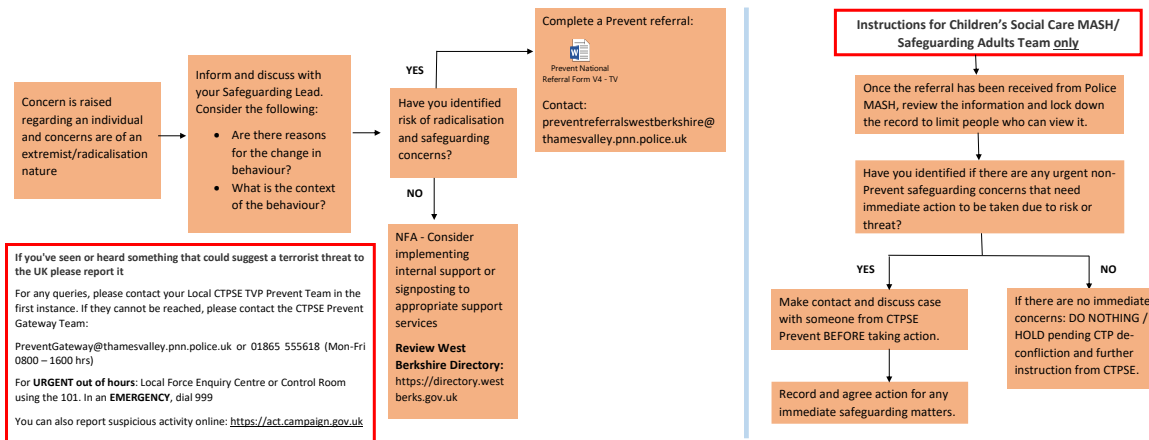 Concern is raised
regarding an individual
and concerns are of an
extremist/radicalisation
nature
Inform and discuss with
your Safeguarding Lead.
Consider the following:
• Are there reasons
for the change in
behaviour?
• What is the context
of the behaviour?
YES
Have you identified
risk of radicalisation
and safeguarding
concerns?
NO
Complete a Prevent referral:
Prevent National
Referral Form V4 - TV
Contact:
preventreferralswestberkshire@
thamesvalley.pnn.police.uk
NFA - Consider
implementing
internal support or
signposting to
appropriate support
services
Review West
Berkshire Directory:
https://directory.west
berks.gov.uk
If you've seen or heard something that could suggest a terrorist threat to
the UK please report it
For any queries, please contact your Local CTPSE TVP Prevent Team in the
first instance. If they cannot be reached, please contact the CTPSE Prevent
Gateway Team:
PreventGateway@thamesvalley.pnn.police.uk or 01865 555618 (Mon-Fri
0800 – 1600 hrs)
For URGENT out of hours: Local Force Enquiry Centre or Control Room
using the 101. In an EMERGENCY, dial 999
You can also report suspicious activity online: https://act.campaign.gov.uk
Instructions for Children's Social Care MASH/
Safeguarding Adults Team only
Once the referral has been received from Police
MASH, review the information and lock down
the record to limit people who can view it.
Have you identified if there are any urgent non-
Prevent safeguarding concerns that need
immediate action to be taken due to risk or
threat?
YES
NO
Make contact and discuss case
with someone from CTPSE
Prevent BEFORE taking action.
Record and agree action for any
immediate safeguarding matters.
If there are no immediate
concerns: DO NOTHING /
HOLD pending CTP de-
confliction and further
instruction from CTPSE.